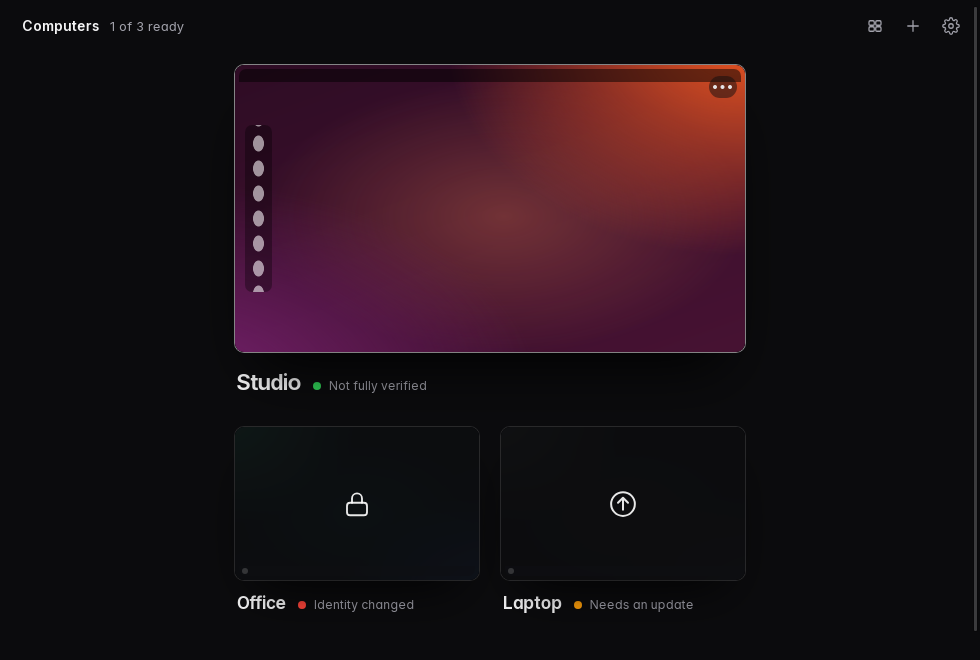 Computers 1 of 3 ready
Studio Not fully verified
Office Identity changed
Laptop Needs an update